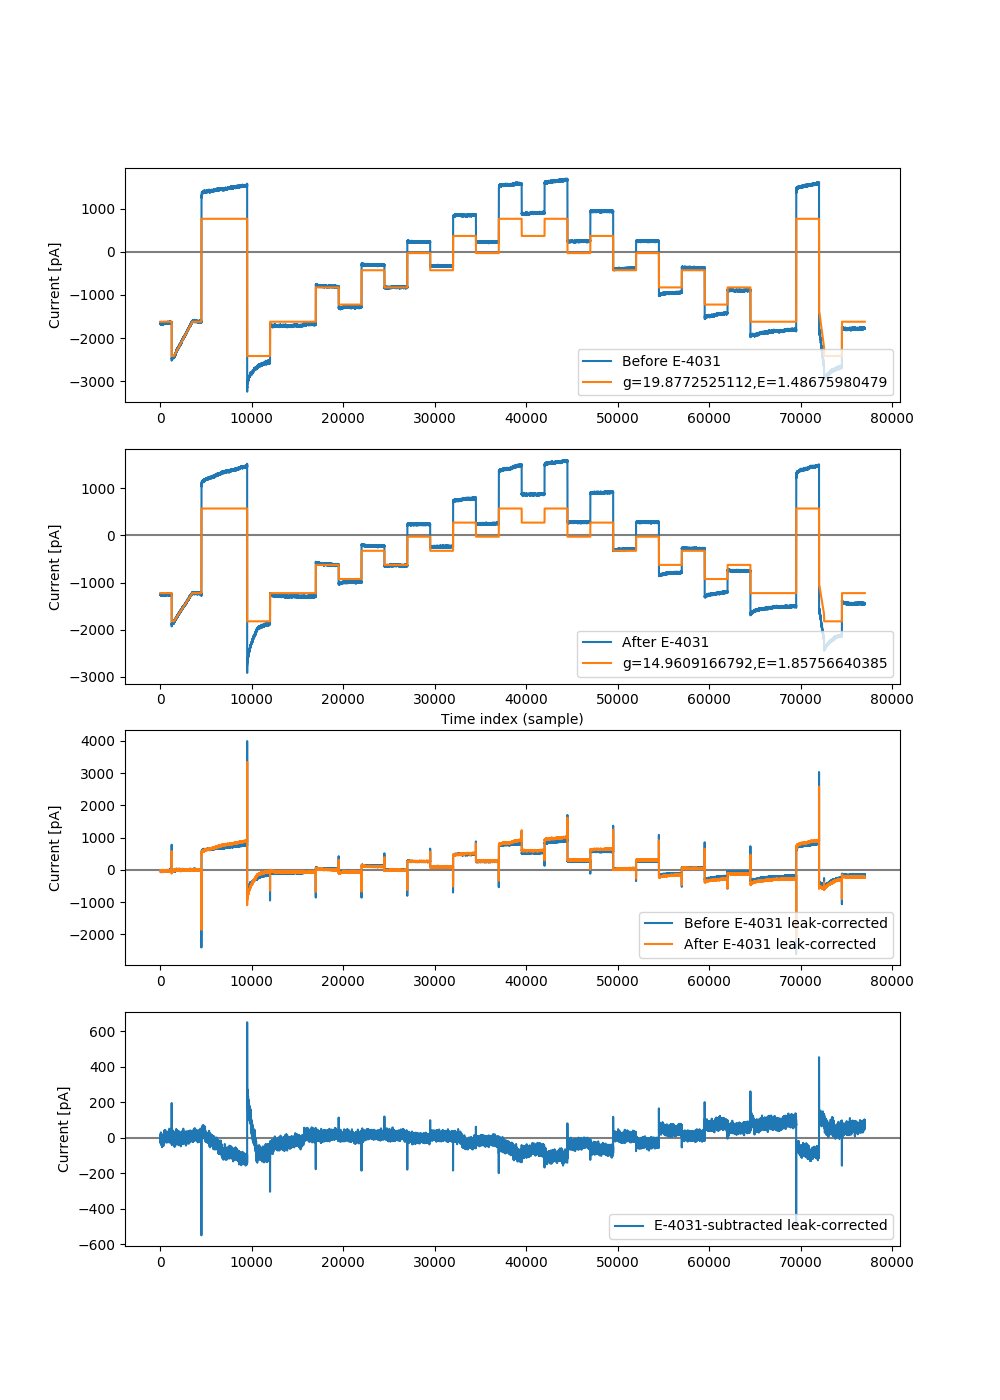 1000
0
−1000
−2000
−3000
Current [pA]
Before E-4031
g=19.8772525112,E=1.48675980479
0 10000 20000 30000 40000 50000 60000 70000 80000
1000
0
−1000
−2000
−3000
Current [pA]
After E-4031
g=14.9609166792,E=1.85756640385
0 10000 20000 30000 40000 50000 60000 70000 80000
Time index (sample)
4000
3000
2000
1000
0
−1000
−2000
Current [pA]
Before E-4031 leak-corrected
After E-4031 leak-corrected
0 10000 20000 30000 40000 50000 60000 70000 80000
600
400
200
0
−200
−400
−600
Current [pA]
E-4031-subtracted leak-corrected
0 10000 20000 30000 40000 50000 60000 70000 80000